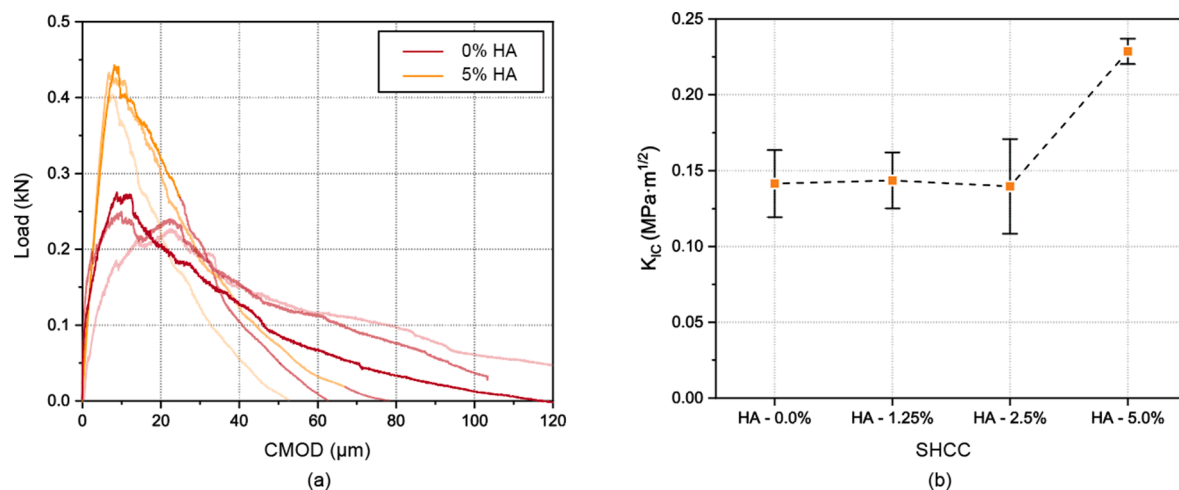 0.5
0.4
0.3
0.2
0.1
0.0
Load (kN)
0% HA
5% HA
0 20 40 60 80 100 120
CMOD (µm)
(a)
0.25
0.20
0.15
0.10
0.05
0.00
K_IC (MPa·m^1/2)
HA - 0.0% HA - 1.25% HA - 2.5% HA - 5.0%
SHCC
(b)